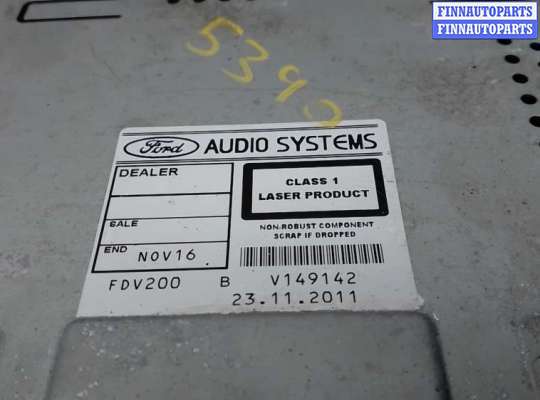 FINNAUTOPARTS
FINNAUTOPARTS
5390
Ford AUDIO SYSTEMS
DEALER
CLASS 1
LASER PRODUCT
SALE
NON-ROBUST COMPONENT
SCRAP IF DROPPED
END NOV16
FDV200 B V149142
23.11.2011